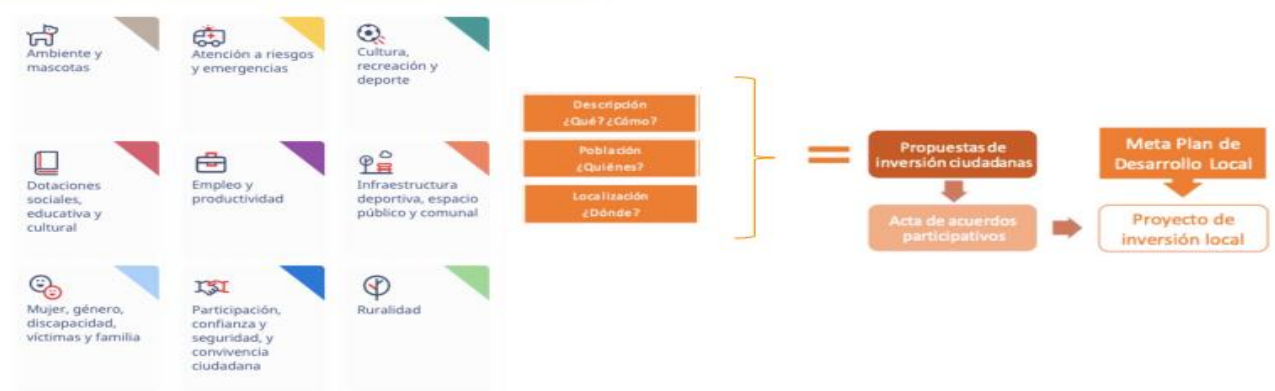 Ambiente y
mascotas
Atención a riesgos
y emergencias
Cultura,
recreación y
deporte
Dotaciones
sociales,
educativa y
cultural
Empleo y
productividad
Infraestructura
deportiva, espacio
público y comunal
Mujer, género,
discapacidad,
víctimas y familia
Participación,
confianza y
seguridad, y
convivencia
ciudadana
Ruralidad
Descripción
¿Qué? ¿Cómo?
Población
¿Quiénes?
Localización
¿Dónde?
=
Propuestas de
inversión ciudadanas
Acta de acuerdos
participativos
Meta Plan de
Desarrollo Local
Proyecto de
inversión local